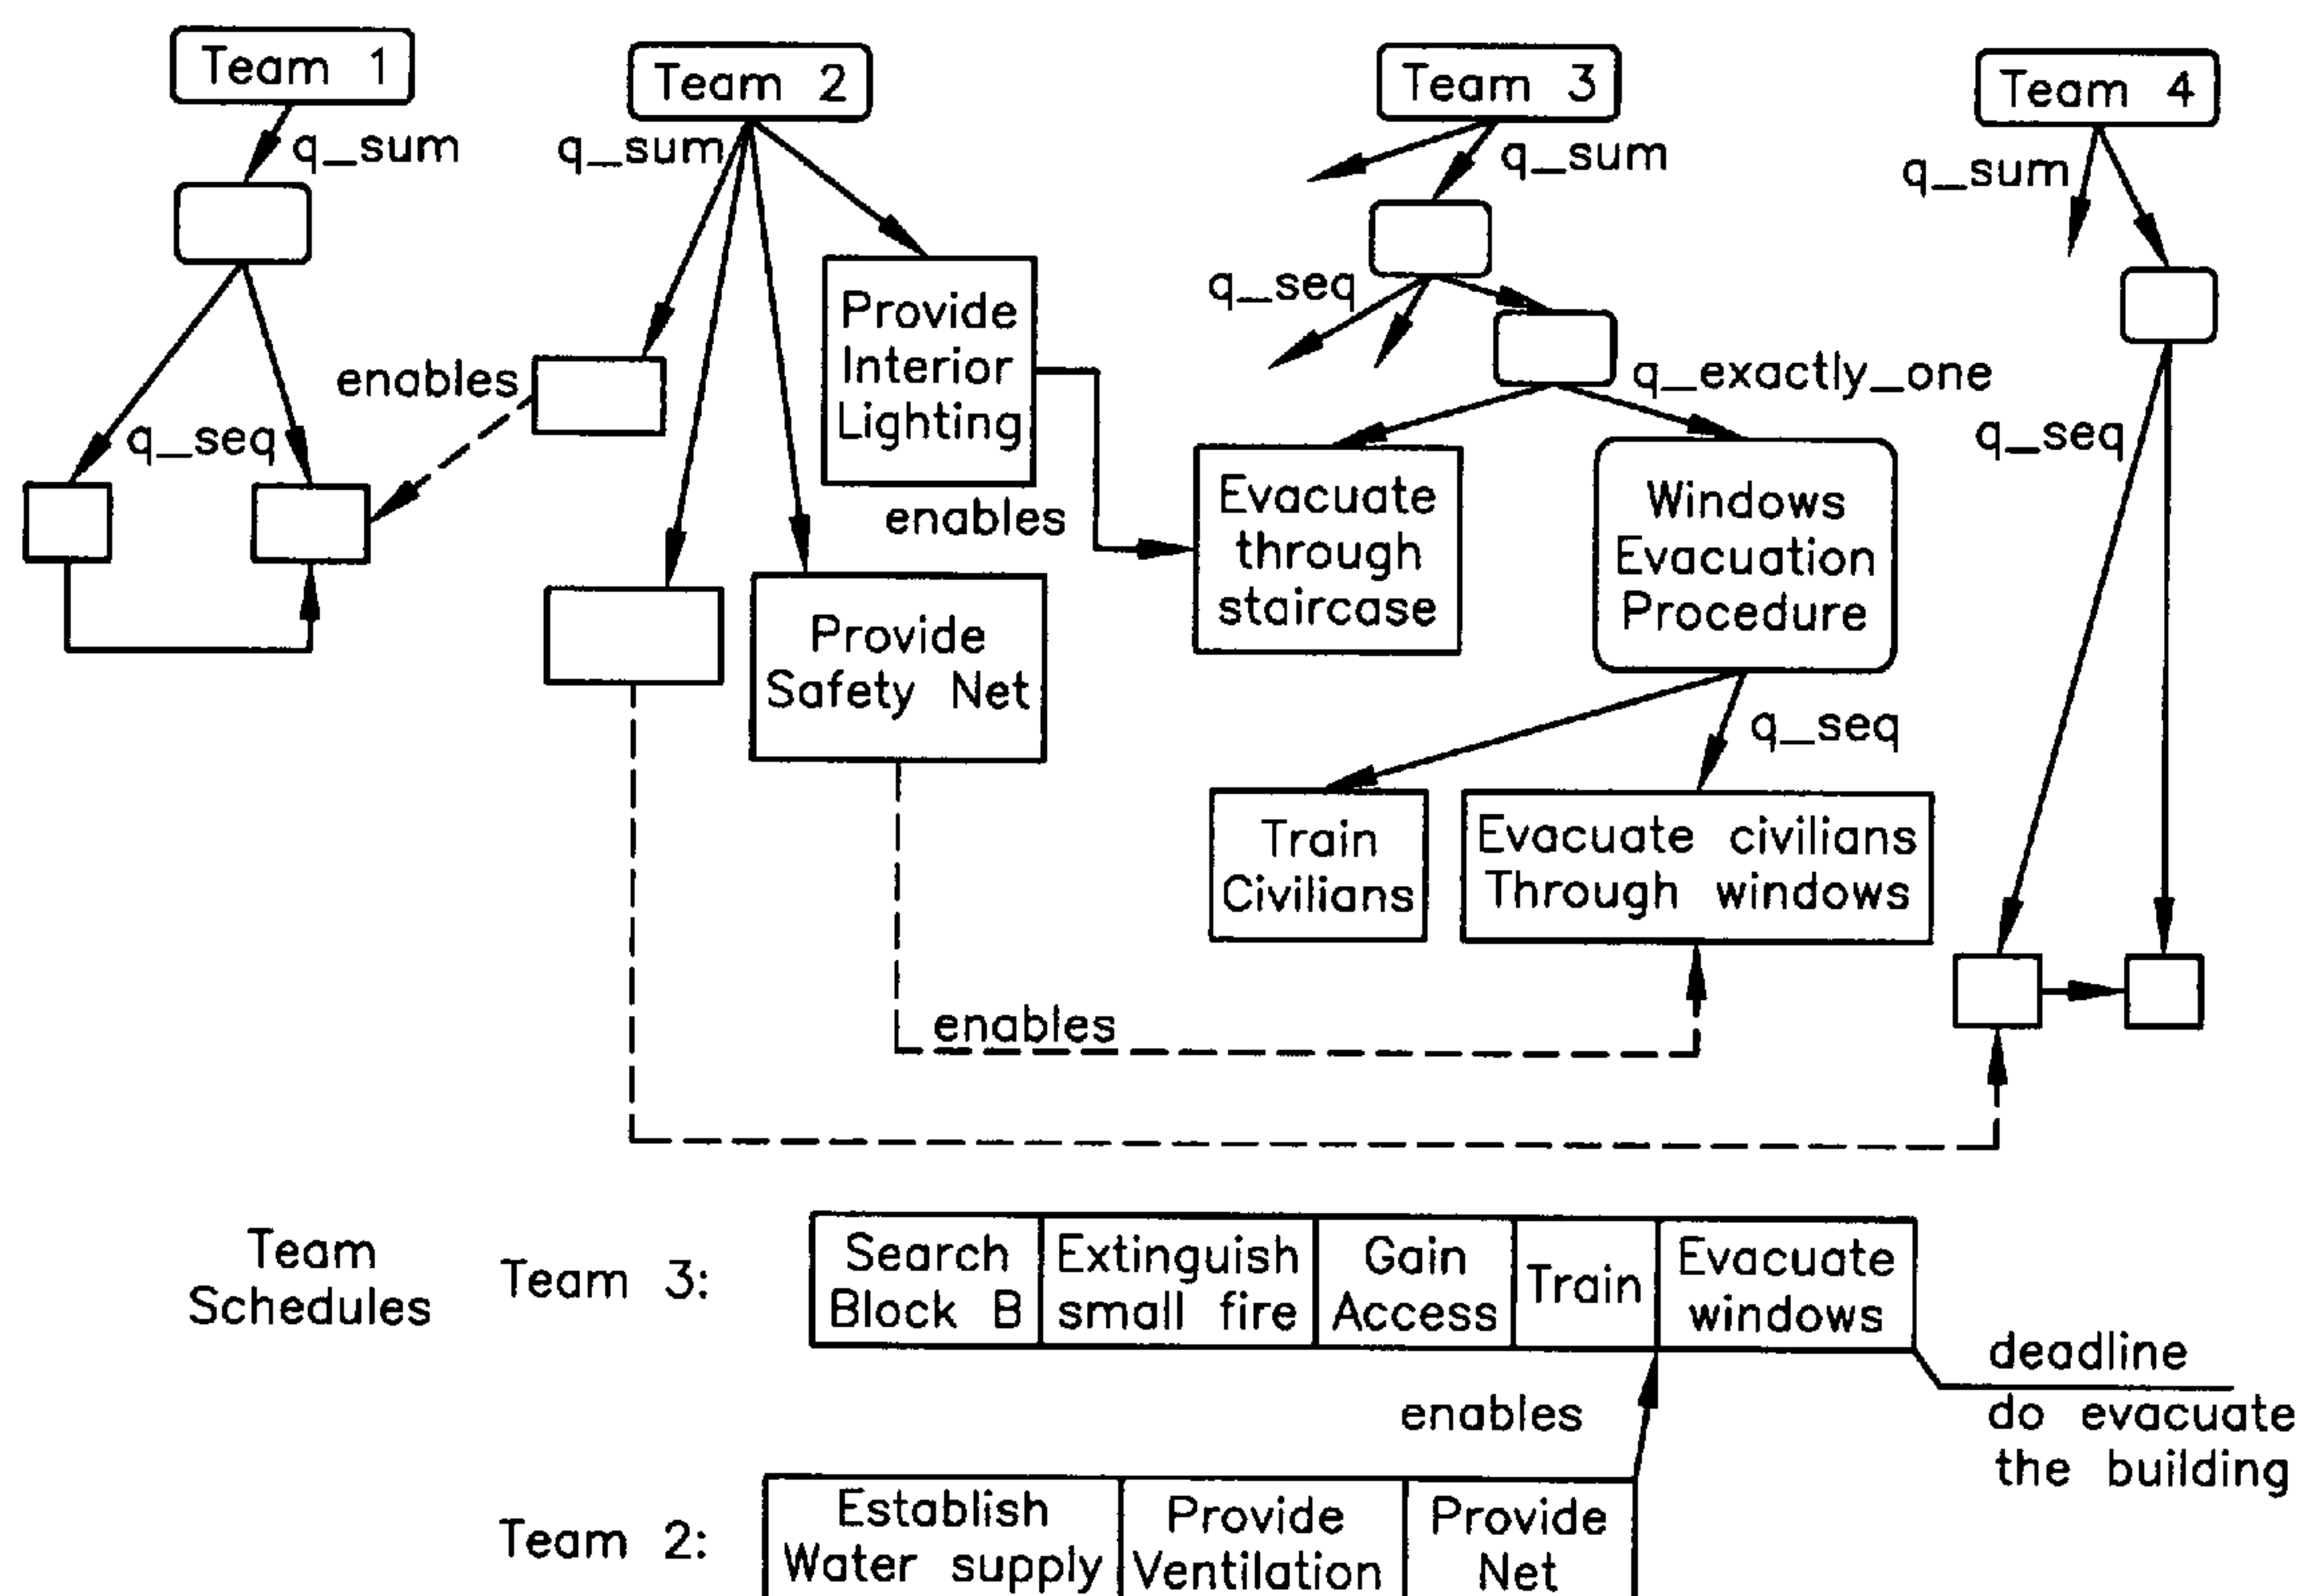 Team 1
Team 2
Team 3
Team 4
q_sum
q_sum
q_sum
q_sum
q_seq
enables
Provide
Interior
Lighting
enables
q_seq
q_exactly_one
q_seq
Evacuate
through
staircase
Windows
Evacuation
Procedure
Provide
Safety Net
q_seq
Train
Civilians
Evacuate civilians
Through windows
enables
Team
Schedules
Team 3:
Search
Block B
Extinguish
small fire
Gain
Access
Train
Evacuate
windows
deadline
do evacuate
the building
enables
Team 2:
Establish
Water supply
Provide
Ventilation
Provide
Net